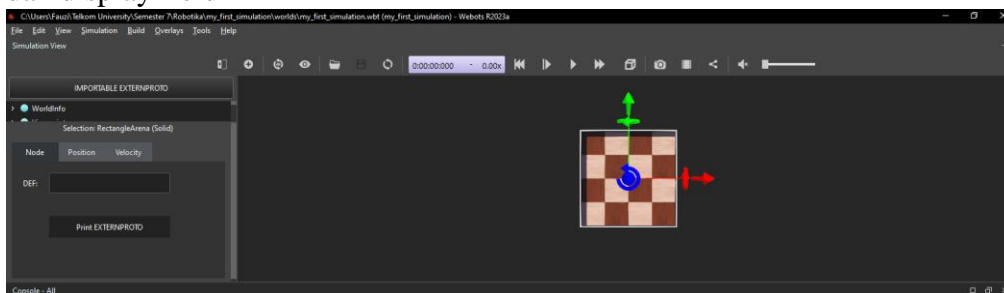 C:\Users\Fauzi\Telkom University\Semester 7\Robotika\my_first_simulation\worlds\my_first_simulation.wbt (my_first_simulation) - Webots R2023a
File Edit View Simulation Build Overlays Tools Help
Simulation View
0:00:00:000 - 0.00x
IMPORTABLE EXTERNPROTO
WorldInfo
Selection: RectangleArena (Solid)
Node Position Velocity
DEF:
Print EXTERNPROTO
Console - All